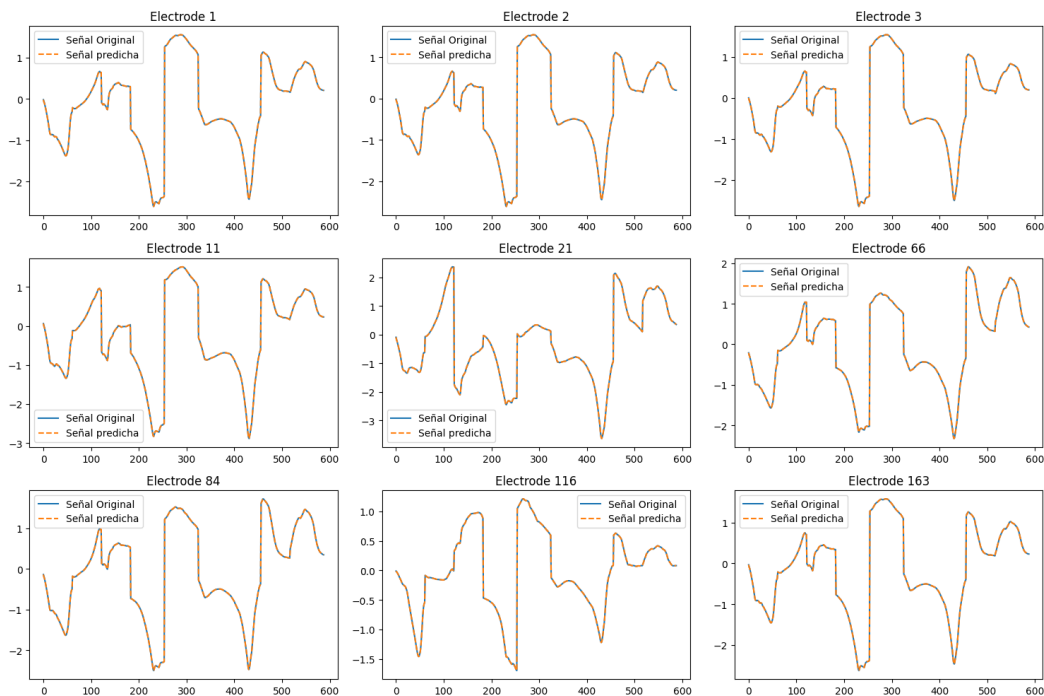 Electrode 1
Señal Original
Señal predicha
1
0
−1
−2
0 100 200 300 400 500 600
Electrode 2
Señal Original
Señal predicha
1
0
−1
−2
0 100 200 300 400 500 600
Electrode 3
Señal Original
Señal predicha
1
0
−1
−2
0 100 200 300 400 500 600
Electrode 11
1
0
−1
−2
−3
Señal Original
Señal predicha
0 100 200 300 400 500 600
Electrode 21
2
1
0
−1
−2
−3
Señal Original
Señal predicha
0 100 200 300 400 500 600
Electrode 66
Señal Original
Señal predicha
2
1
0
−1
−2
0 100 200 300 400 500 600
Electrode 84
Señal Original
Señal predicha
1
0
−1
−2
0 100 200 300 400 500 600
Electrode 116
Señal Original
Señal predicha
1.0
0.5
0.0
−0.5
−1.0
−1.5
0 100 200 300 400 500 600
Electrode 163
Señal Original
Señal predicha
1
0
−1
−2
0 100 200 300 400 500 600